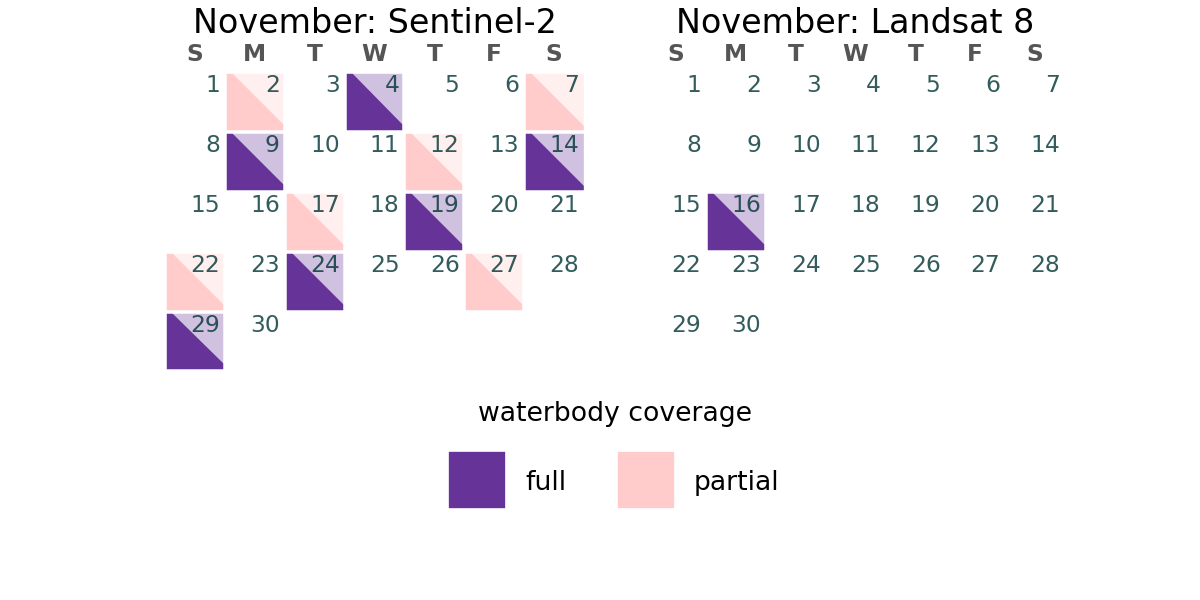 November: Sentinel-2
S M T W T F S
1 2 3 4 5 6 7
8 9 10 11 12 13 14
15 16 17 18 19 20 21
22 23 24 25 26 27 28
29 30
November: Landsat 8
S M T W T F S
1 2 3 4 5 6 7
8 9 10 11 12 13 14
15 16 17 18 19 20 21
22 23 24 25 26 27 28
29 30
waterbody coverage
full partial